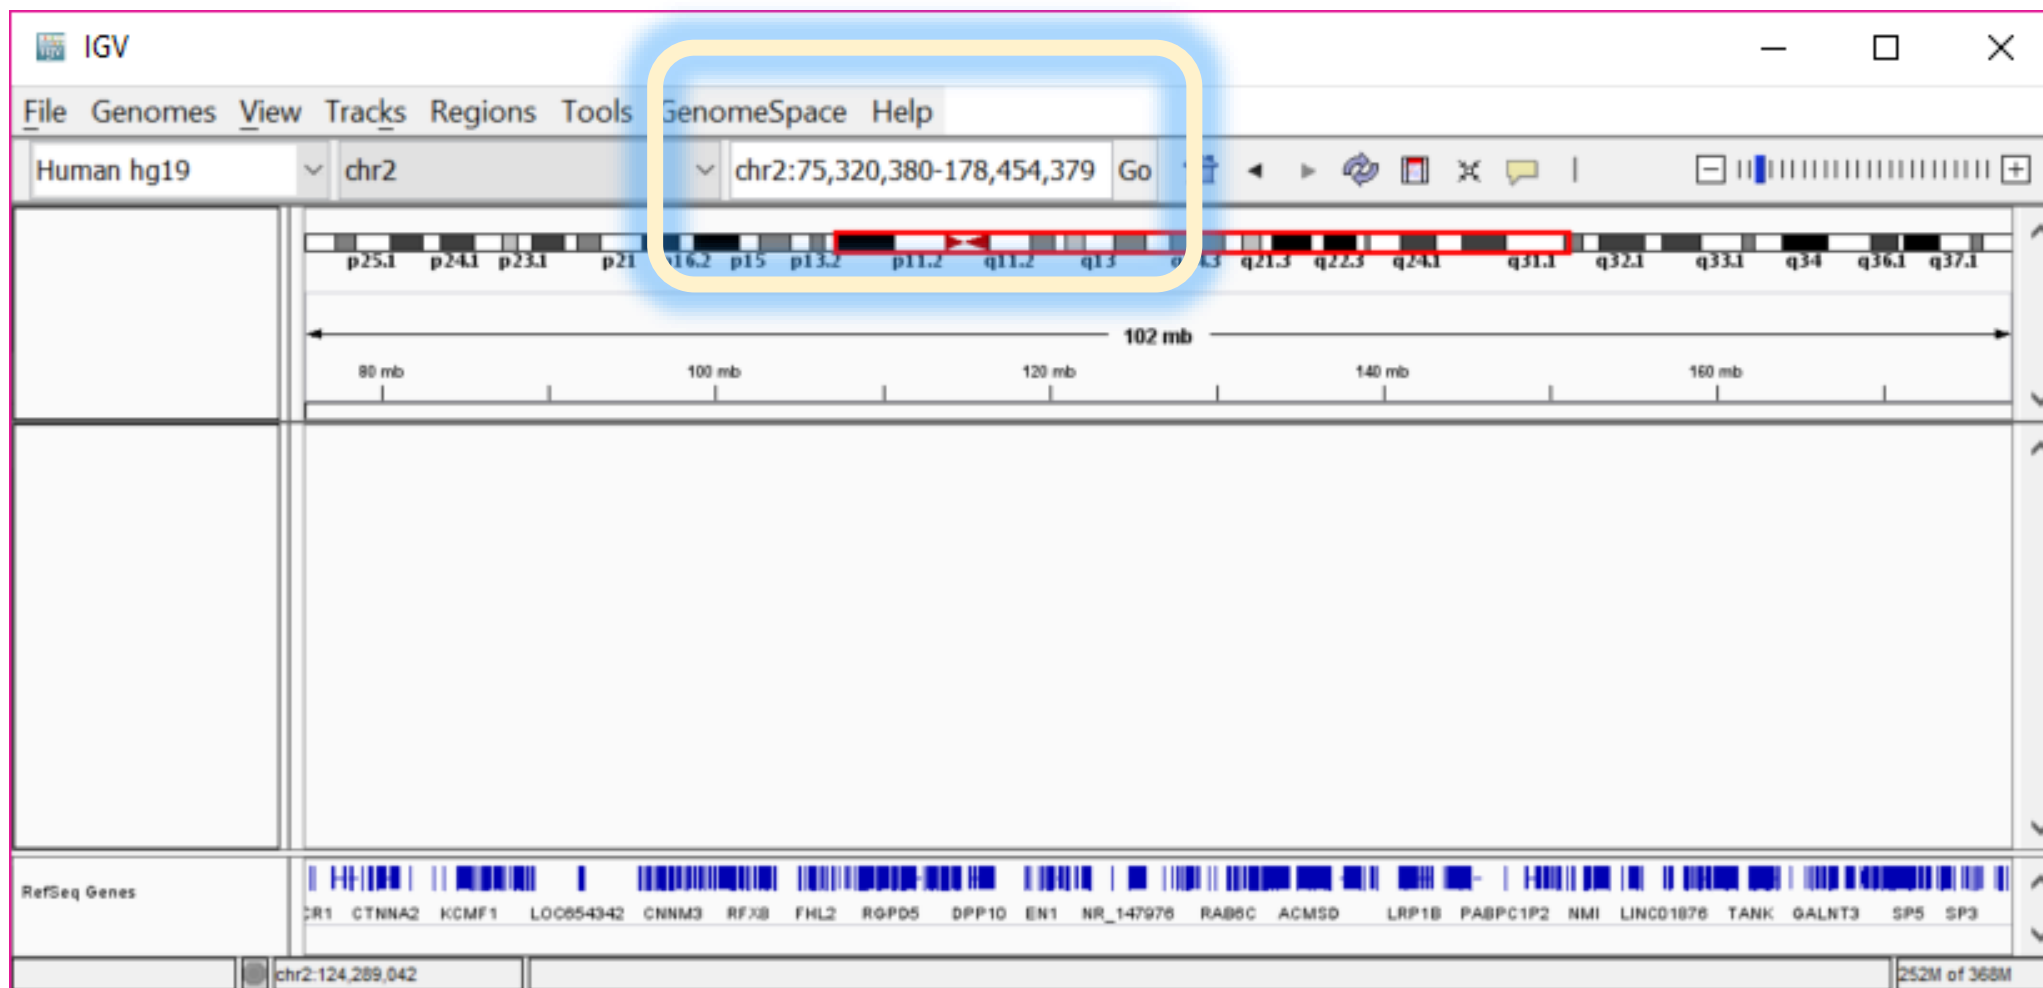 IGV
File Genomes View Tracks Regions Tools GenomeSpace Help
Human hg19 chr2 chr2:75,320,380-178,454,379 Go
p25.1 p24.1 p23.1 p21 p16.2 p15 p13.2 p11.2 q11.2 q13 q21.3 q22.3 q24.1 q31.1 q32.1 q33.1 q34 q36.1 q37.1
102 mb
80 mb 100 mb 120 mb 140 mb 160 mb
RefSeq Genes
CR1 CTNNA2 KCMF1 LOC654342 CNNM3 RFX8 FHL2 RGPD5 DPP10 EN1 NR_147976 RAB6C ACMSD LRP1B PABPC1P2 NMI LINC01876 TANK GALNT3 SP5 SP3
chr2:124,289,042 252M of 368M